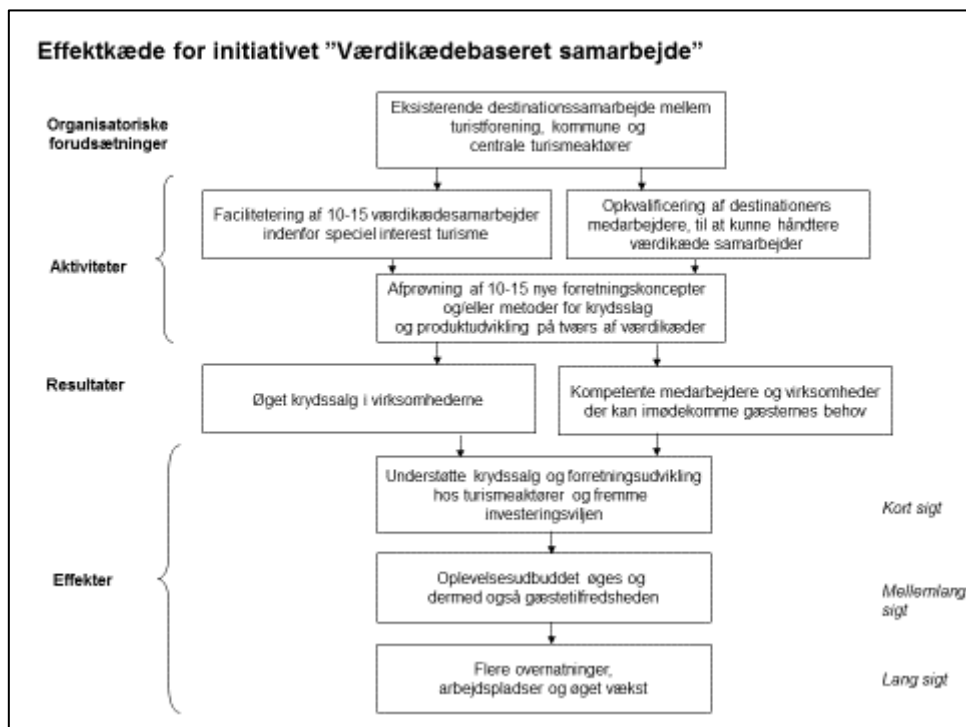 Effektkæde for initiativet ”Værdikædebaseret samarbejde”
Organisatoriske
forudsætninger
Eksisterende destinationssamarbejde mellem
turistforening, kommune og
centrale turismeaktører
Aktiviteter
Facilitetering af 10-15 værdikædesamarbejder
indenfor speciel interest turisme
Opkvalificering af destinationens
medarbejdere, til at kunne håndtere
værdikæde samarbejder
Afprøvning af 10-15 nye forretningskoncepter
og/eller metoder for krydsslag
og produktudvikling på tværs af værdikæder
Resultater
Øget krydssalg i virksomhederne
Kompetente medarbejdere og virksomheder
der kan imødekomme gæsternes behov
Effekter
Understøtte krydssalg og forretningsudvikling
hos turismeaktører og fremme
investeringsviljen
Kort sigt
Oplevelsesudbuddet øges og
dermed også gæstetilfredsheden
Mellemlang
sigt
Flere overnatninger,
arbejdspladser og øget vækst
Lang sigt